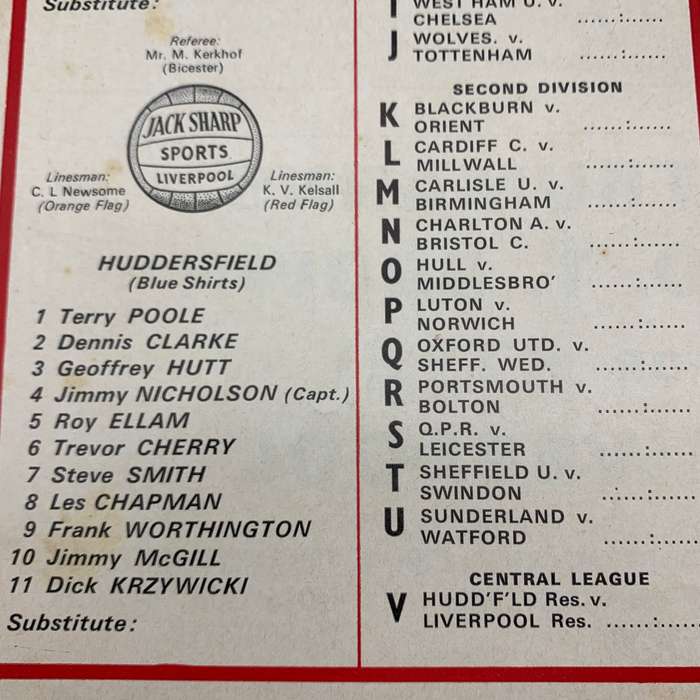 Substitute:
Referee:
Mr. M. Kerkhof
(Bicester)
JACK SHARP
SPORTS
LIVERPOOL
Linesman:
C. L Newsome
(Orange Flag)
Linesman:
K. V. Kelsall
(Red Flag)
HUDDERSFIELD
(Blue Shirts)
1 Terry POOLE
2 Dennis CLARKE
3 Geoffrey HUTT
4 Jimmy NICHOLSON (Capt.)
5 Roy ELLAM
6 Trevor CHERRY
7 Steve SMITH
8 Les CHAPMAN
9 Frank WORTHINGTON
10 Jimmy McGILL
11 Dick KRZYWICKI
Substitute:
I WEST HAM U. v.
CHELSEA ......:......
J WOLVES. v.
TOTTENHAM ......:......
SECOND DIVISION
K BLACKBURN v.
ORIENT ......:......
L CARDIFF C. v.
MILLWALL ......:......
M CARLISLE U. v.
BIRMINGHAM ......:......
N CHARLTON A. v.
BRISTOL C. ......:......
O HULL v.
MIDDLESBRO' ......:......
P LUTON v.
NORWICH ......:......
Q OXFORD UTD. v.
SHEFF. WED. ......:......
R PORTSMOUTH v.
BOLTON ......:......
S Q.P.R. v.
LEICESTER ......:......
T SHEFFIELD U. v.
SWINDON ......:......
U SUNDERLAND v.
WATFORD ......:......
CENTRAL LEAGUE
V HUDD'F'LD Res. v.
LIVERPOOL Res. ......:......